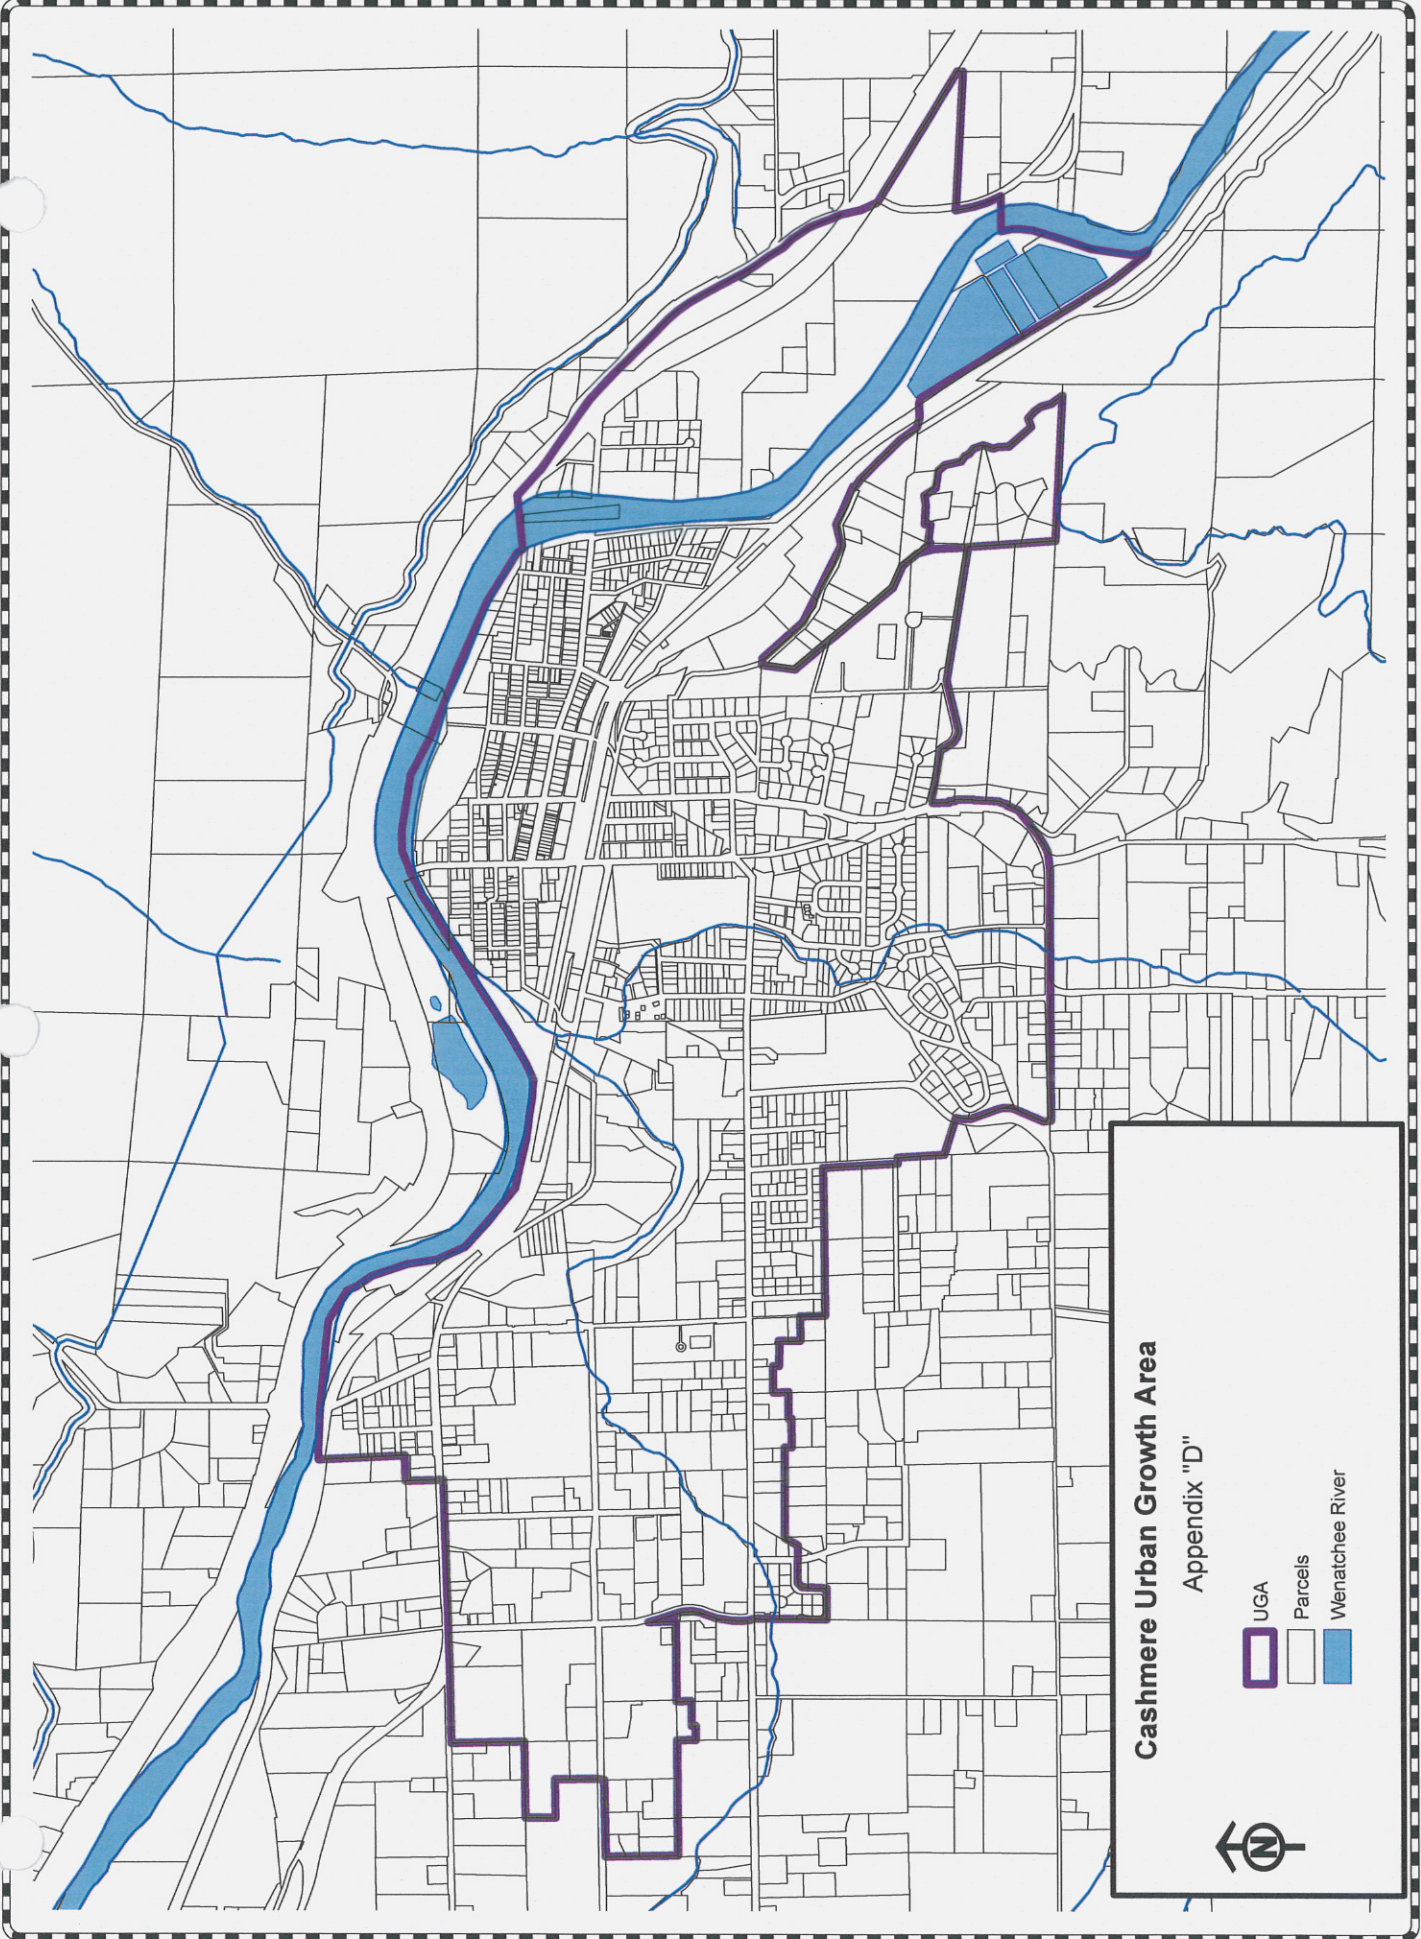 Cashmere Urban Growth Area
Appendix "D"
UGA
Parcels
Wenatchee River
N